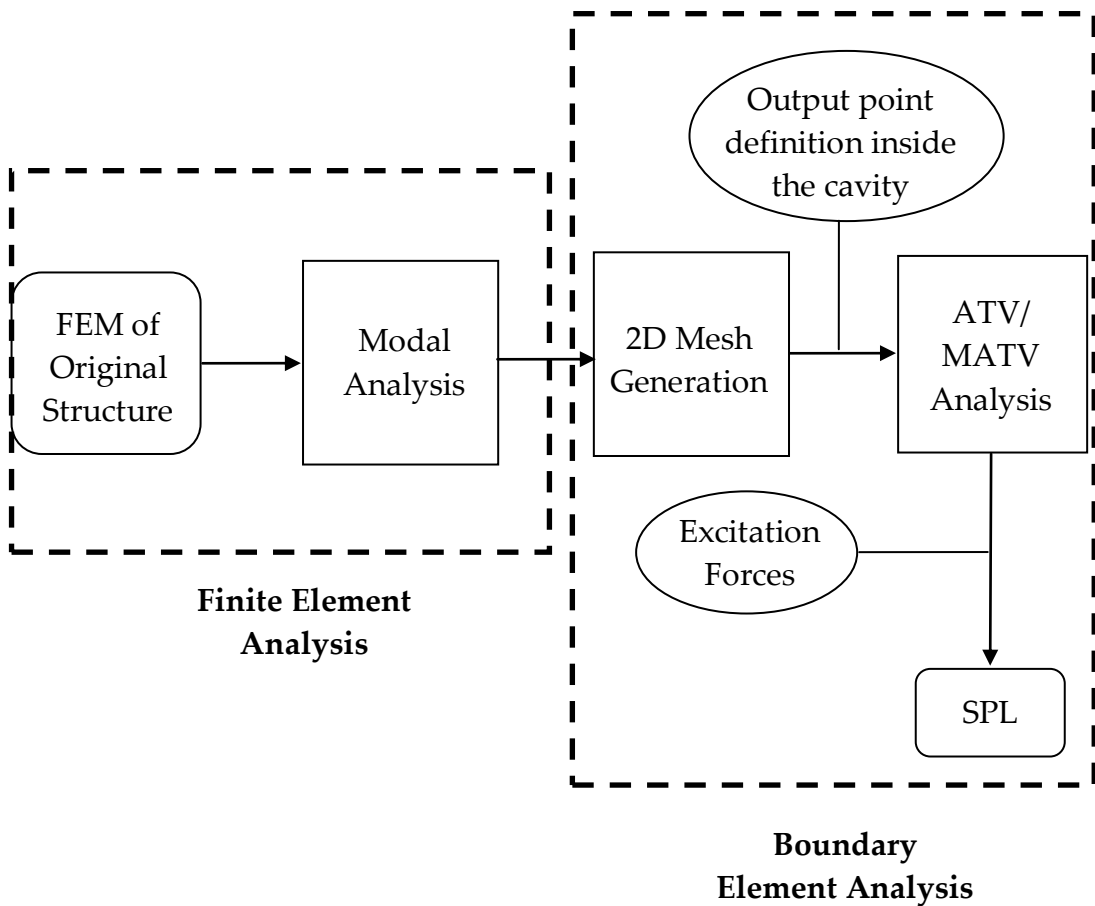 FEM of
Original
Structure
Modal
Analysis
Finite Element
Analysis
Output point
definition inside
the cavity
2D Mesh
Generation
ATV/
MATV
Analysis
Excitation
Forces
SPL
Boundary
Element Analysis